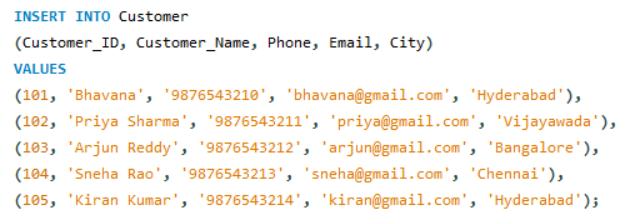 INSERT INTO Customer
(Customer_ID, Customer_Name, Phone, Email, City)
VALUES
(101, 'Bhavana', '9876543210', 'bhavana@gmail.com', 'Hyderabad'),
(102, 'Priya Sharma', '9876543211', 'priya@gmail.com', 'Vijayawada'),
(103, 'Arjun Reddy', '9876543212', 'arjun@gmail.com', 'Bangalore'),
(104, 'Sneha Rao', '9876543213', 'sneha@gmail.com', 'Chennai'),
(105, 'Kiran Kumar', '9876543214', 'kiran@gmail.com', 'Hyderabad');